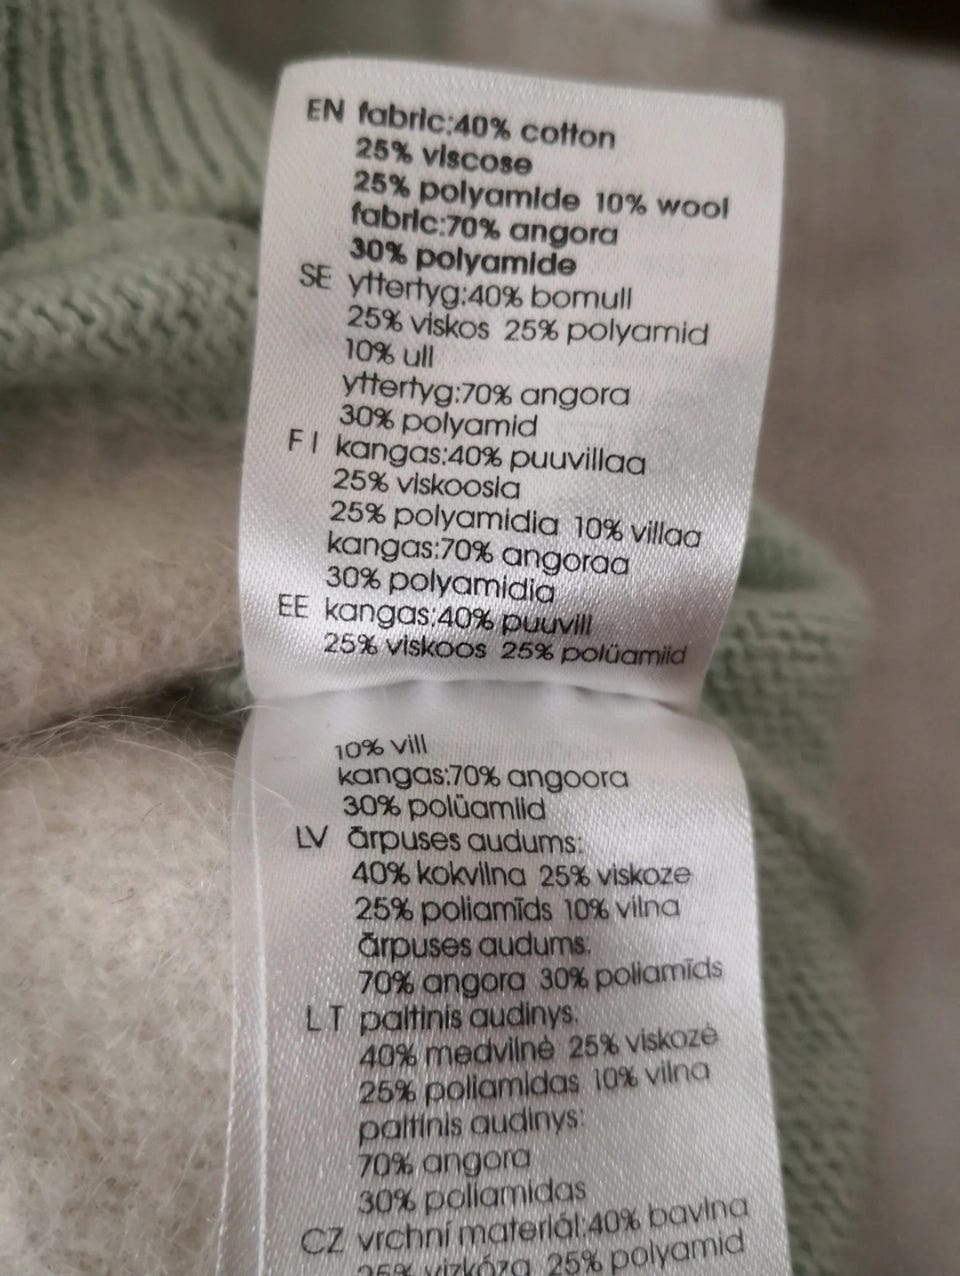 EN fabric:40% cotton
25% viscose
25% polyamide 10% wool
fabric:70% angora
30% polyamide
SE yttertyg:40% bomull
25% viskos 25% polyamid
10% ull
yttertyg:70% angora
30% polyamid
FI kangas:40% puuvillaa
25% viskoosia
25% polyamidia 10% villaa
kangas:70% angoraa
30% polyamidia
EE kangas:40% puuvill
25% viskoos 25% polüamiid
10% vill
kangas:70% angoora
30% polüamiid
LV ārpuses audums:
40% kokvilna 25% viskoze
25% poliamīds 10% vilna
ārpuses audums:
70% angora 30% poliamīds
LT paltinis audinys:
40% medvilnė 25% viskozė
25% poliamidas 10% vilna
paltinis audinys:
70% angora
30% poliamidas
CZ vrchní materiál:40% bavlna
25% vizkóza 25% polyamid